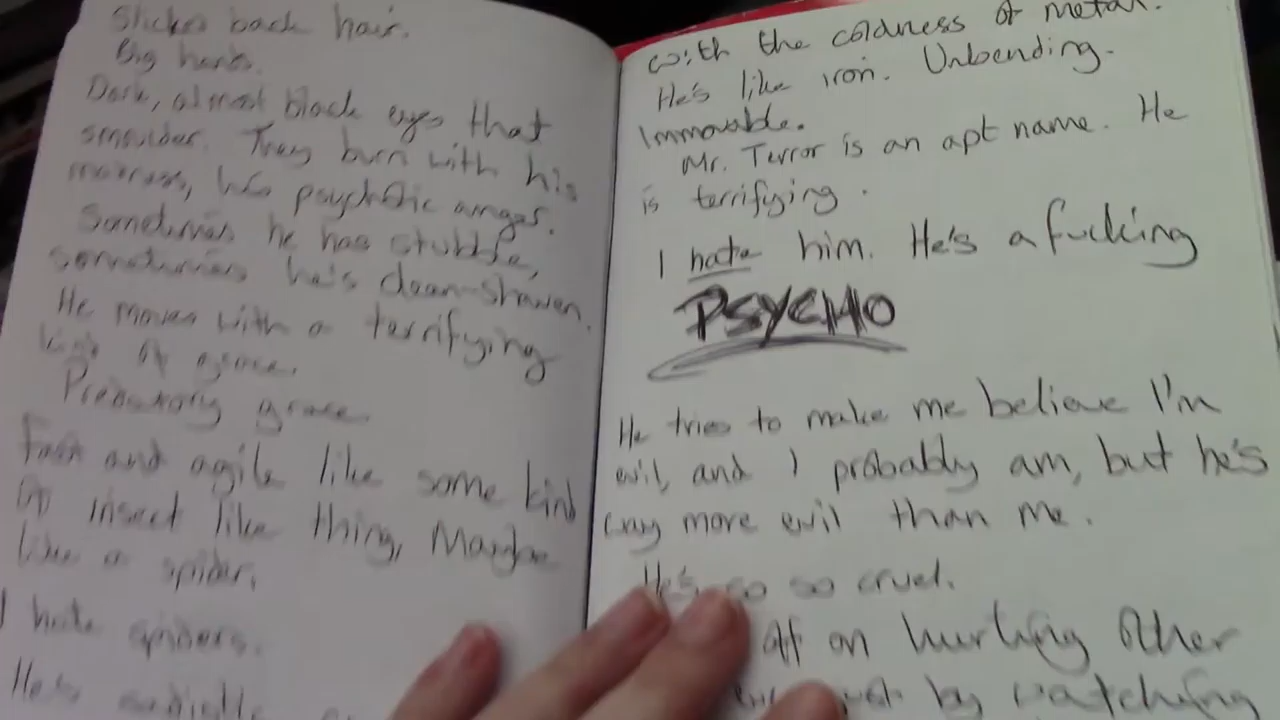 Slicked back hair.
Big hands.
Dark, almost black eyes that
smoulder. They burn with his
madness, his psychotic anger.
Sometimes he has stubble,
sometimes he's clean-shaven.
He moves with a terrifying
kind of grace.
Predatory grace.
Fast and agile like some kind
of insect like thing, Maybe
like a spider.
I hate spiders.
He's
with the coldness of metal.
He's like iron. Unbending.
Immovable.
Mr. Terror is an apt name. He
is terrifying.
I hate him. He's a fucking
PSYCHO
He tries to make me believe I'm
evil, and I probably am, but he's
way more evil than me.
He's so so cruel.
off on hurting other
by watching